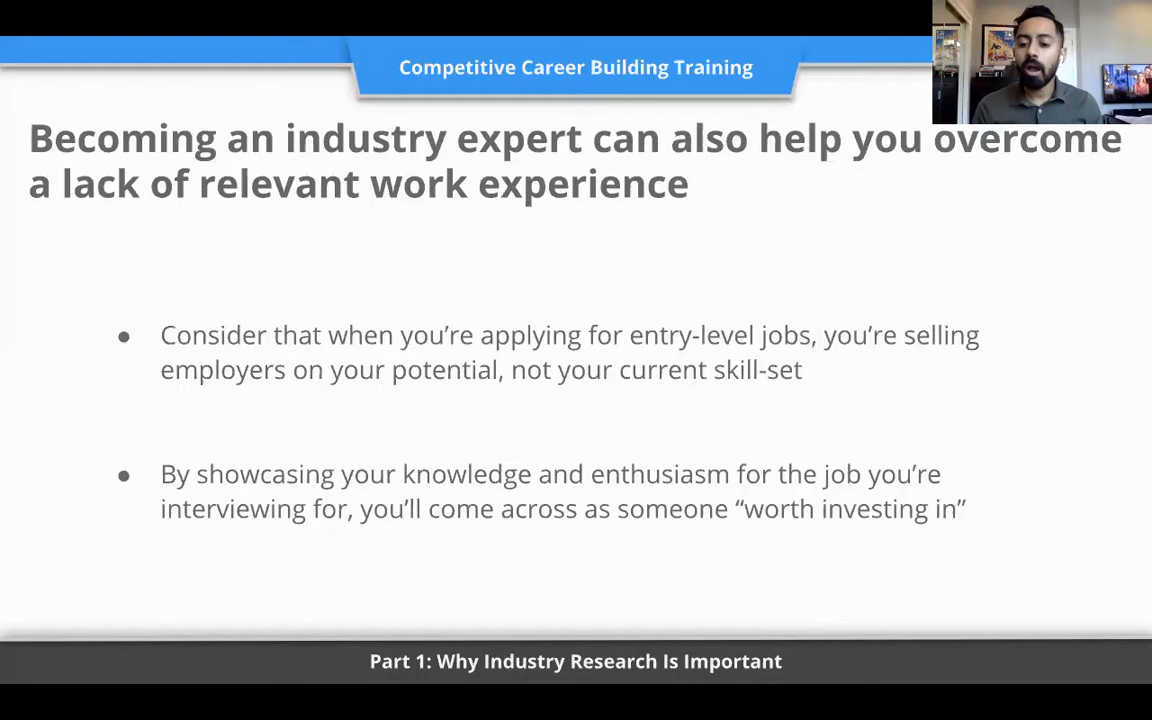 Competitive Career Building Training
Becoming an industry expert can also help you overcome
a lack of relevant work experience
● Consider that when you’re applying for entry-level jobs, you’re selling
employers on your potential, not your current skill-set
● By showcasing your knowledge and enthusiasm for the job you’re
interviewing for, you’ll come across as someone “worth investing in”
Part 1: Why Industry Research Is Important